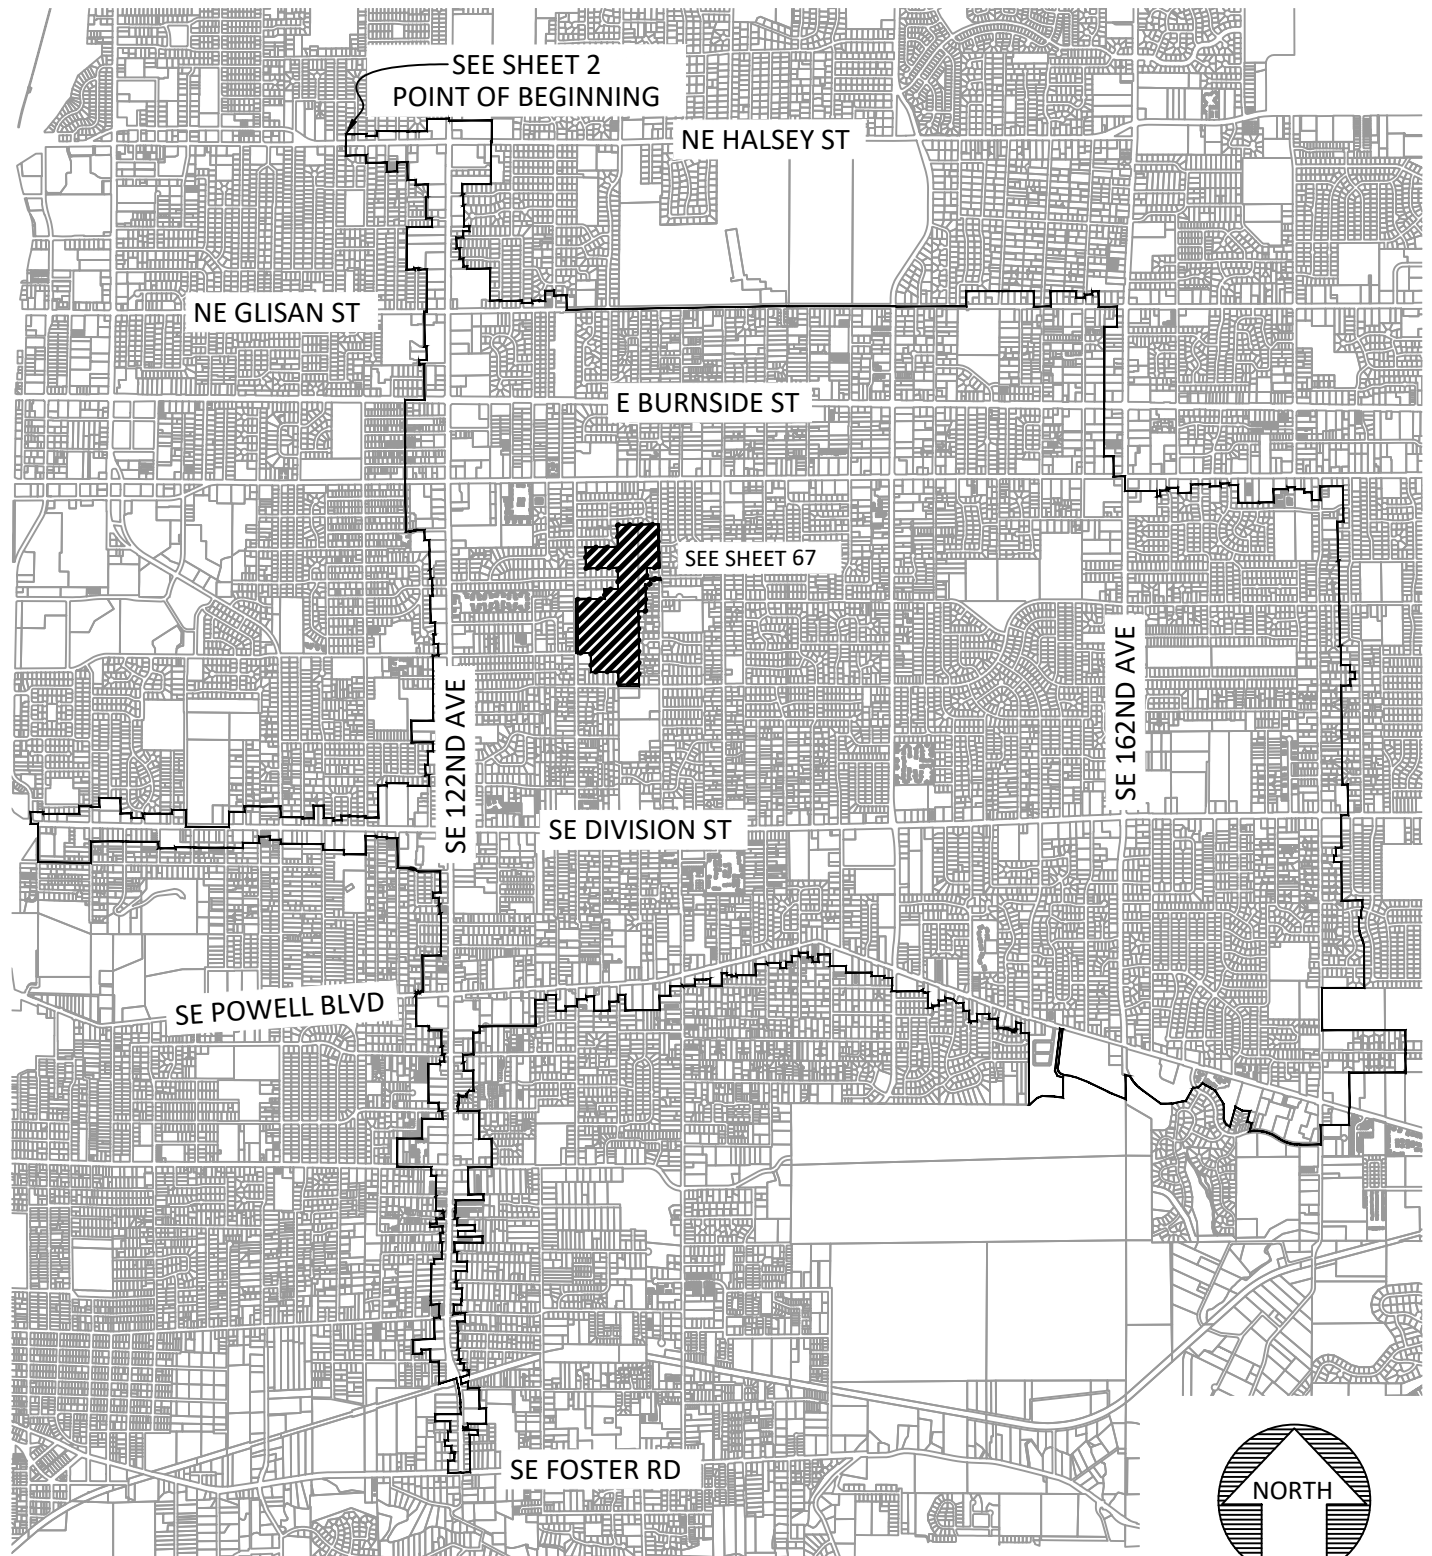 SEE SHEET 2
POINT OF BEGINNING
NE HALSEY ST
NE GLISAN ST
E BURNSIDE ST
SEE SHEET 67
SE 122ND AVE
SE 162ND AVE
SE DIVISION ST
SE POWELL BLVD
SE FOSTER RD
NORTH